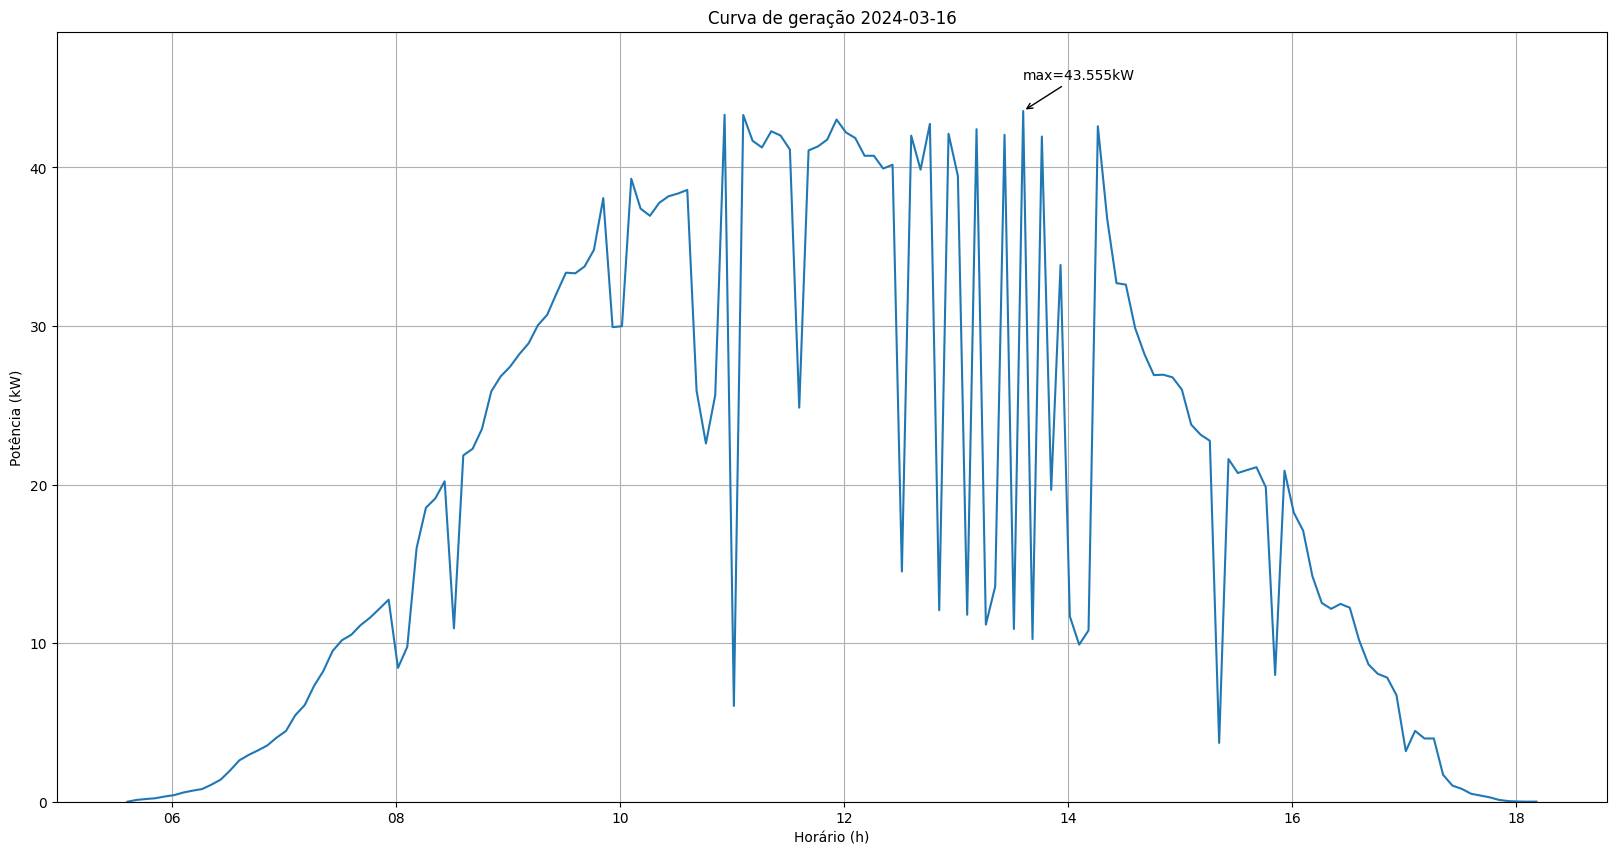 Curva de geração 2024-03-16
max=43.555kW
Potência (kW)
40
30
20
10
0
06 08 10 12 14 16 18
Horário (h)